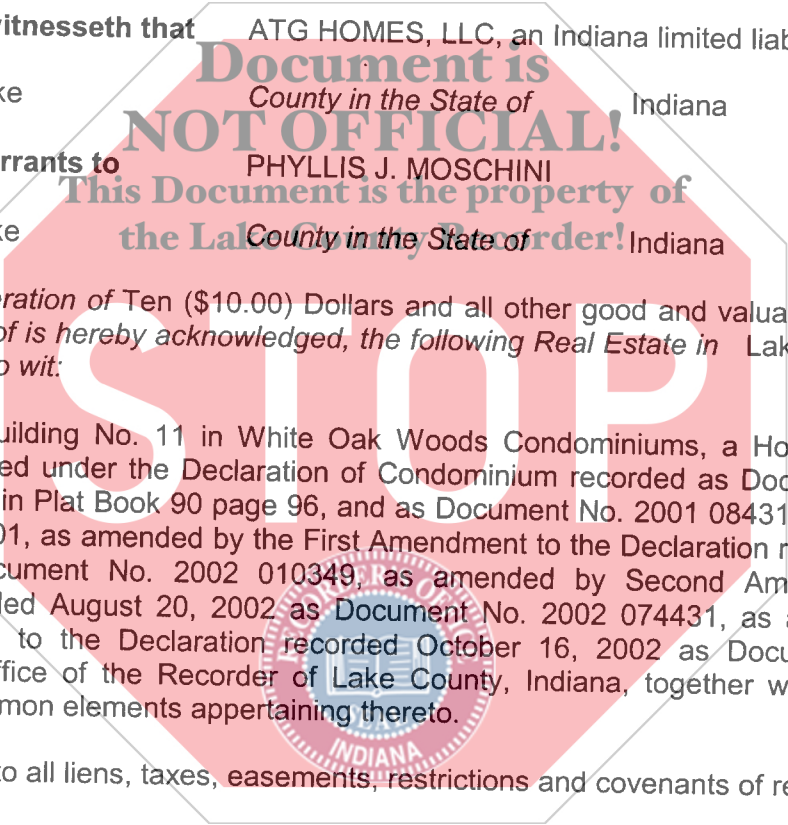 itnesseth that ATG HOMES, LLC, an Indiana limited liab
Document is
ke County in the State of Indiana
NOT OFFICIAL!
rrants to PHYLLIS J. MOSCHINI
This Document is the property of
the Lake County Recorder!
ke County in the State of Indiana
eration of Ten ($10.00) Dollars and all other good and valua
of is hereby acknowledged, the following Real Estate in Lak
o wit:
STOP
uilding No. 11 in White Oak Woods Condominiums, a Ho
ed under the Declaration of Condominium recorded as Doc
in Plat Book 90 page 96, and as Document No. 2001 08431
01, as amended by the First Amendment to the Declaration r
cument No. 2002 010349, as amended by Second Am
led August 20, 2002 as Document No. 2002 074431, as a
to the Declaration recorded October 16, 2002 as Docu
ffice of the Recorder of Lake County, Indiana, together w
mon elements appertaining thereto.
RECORDER'S OFFICE
SEAL
INDIANA
to all liens, taxes, easements, restrictions and covenants of re